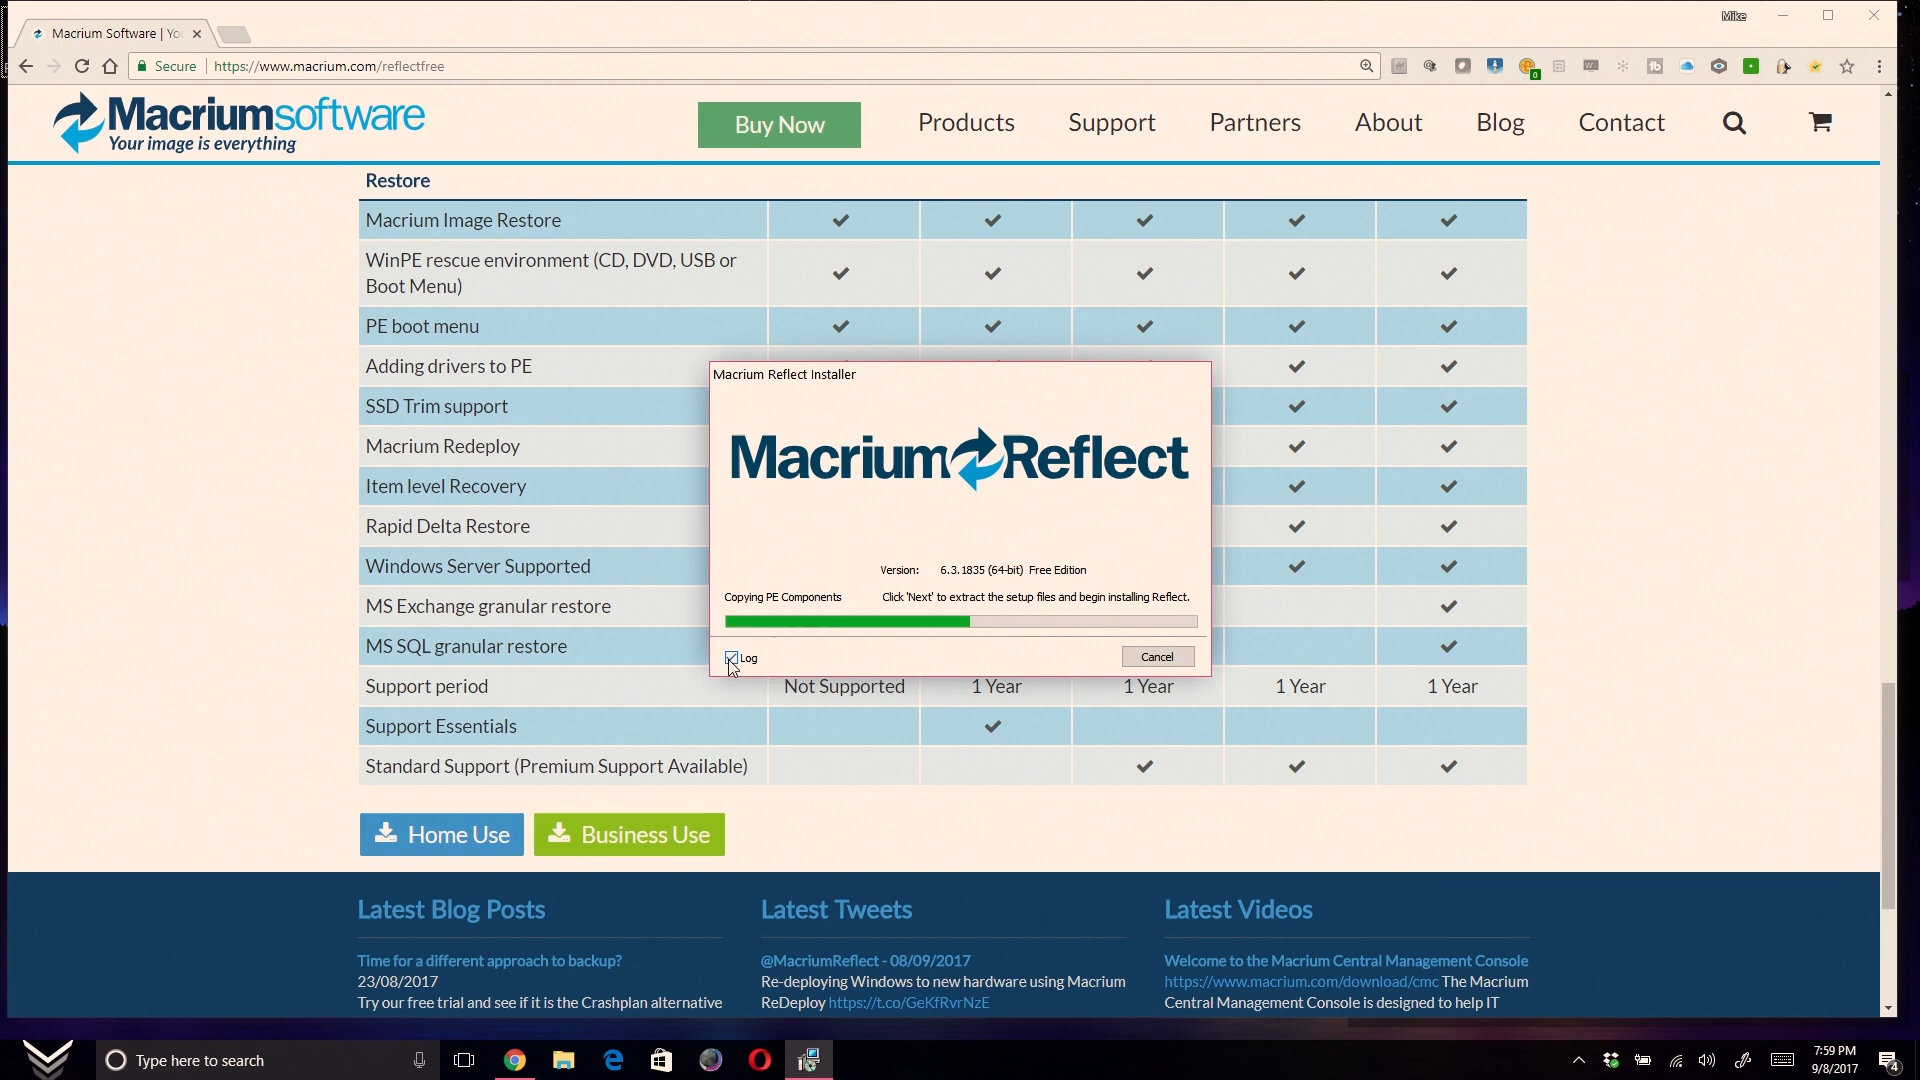 Mike
Macrium Software | Yo
Secure
https://www.macrium.com/reflectfree
0
Macriumsoftware
Your image is everything
Buy Now
Products
Support
Partners
About
Blog
Contact
Restore
Macrium Image Restore
WinPE rescue environment (CD, DVD, USB or
Boot Menu)
PE boot menu
Adding drivers to PE
SSD Trim support
Macrium Redeploy
Item level Recovery
Rapid Delta Restore
Windows Server Supported
MS Exchange granular restore
MS SQL granular restore
Support period Not Supported 1 Year 1 Year 1 Year 1 Year
Support Essentials
Standard Support (Premium Support Available)
Macrium Reflect Installer
Macrium Reflect
Version: 6.3.1835 (64-bit) Free Edition
Copying PE Components Click 'Next' to extract the setup files and begin installing Reflect.
Log
Cancel
Home Use
Business Use
Latest Blog Posts
Time for a different approach to backup?
23/08/2017
Try our free trial and see if it is the Crashplan alternative
Latest Tweets
@MacriumReflect - 08/09/2017
Re-deploying Windows to new hardware using Macrium
ReDeploy https://t.co/GeKfRvrNzE
Latest Videos
Welcome to the Macrium Central Management Console
https://www.macrium.com/download/cmc The Macrium
Central Management Console is designed to help IT
Type here to search
7:59 PM
9/8/2017
4